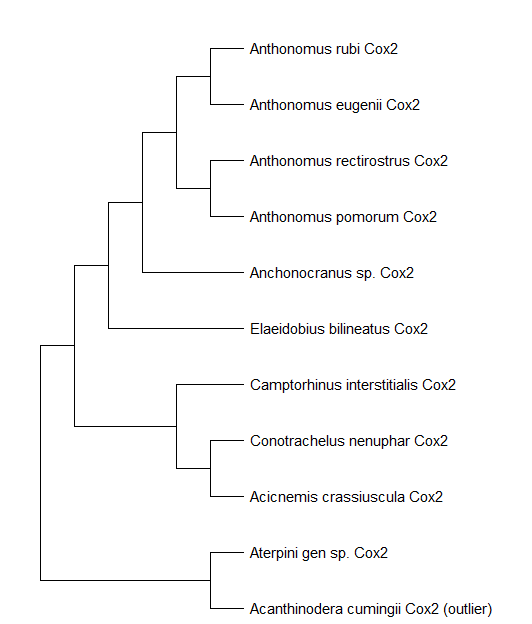 Anthonomus rubi Cox2
Anthonomus eugenii Cox2
Anthonomus rectirostrus Cox2
Anthonomus pomorum Cox2
Anchonocranus sp. Cox2
Elaeidobius bilineatus Cox2
Camptorhinus interstitialis Cox2
Conotrachelus nenuphar Cox2
Acicnemis crassiuscula Cox2
Aterpini gen sp. Cox2
Acanthinodera cumingii Cox2 (outlier)